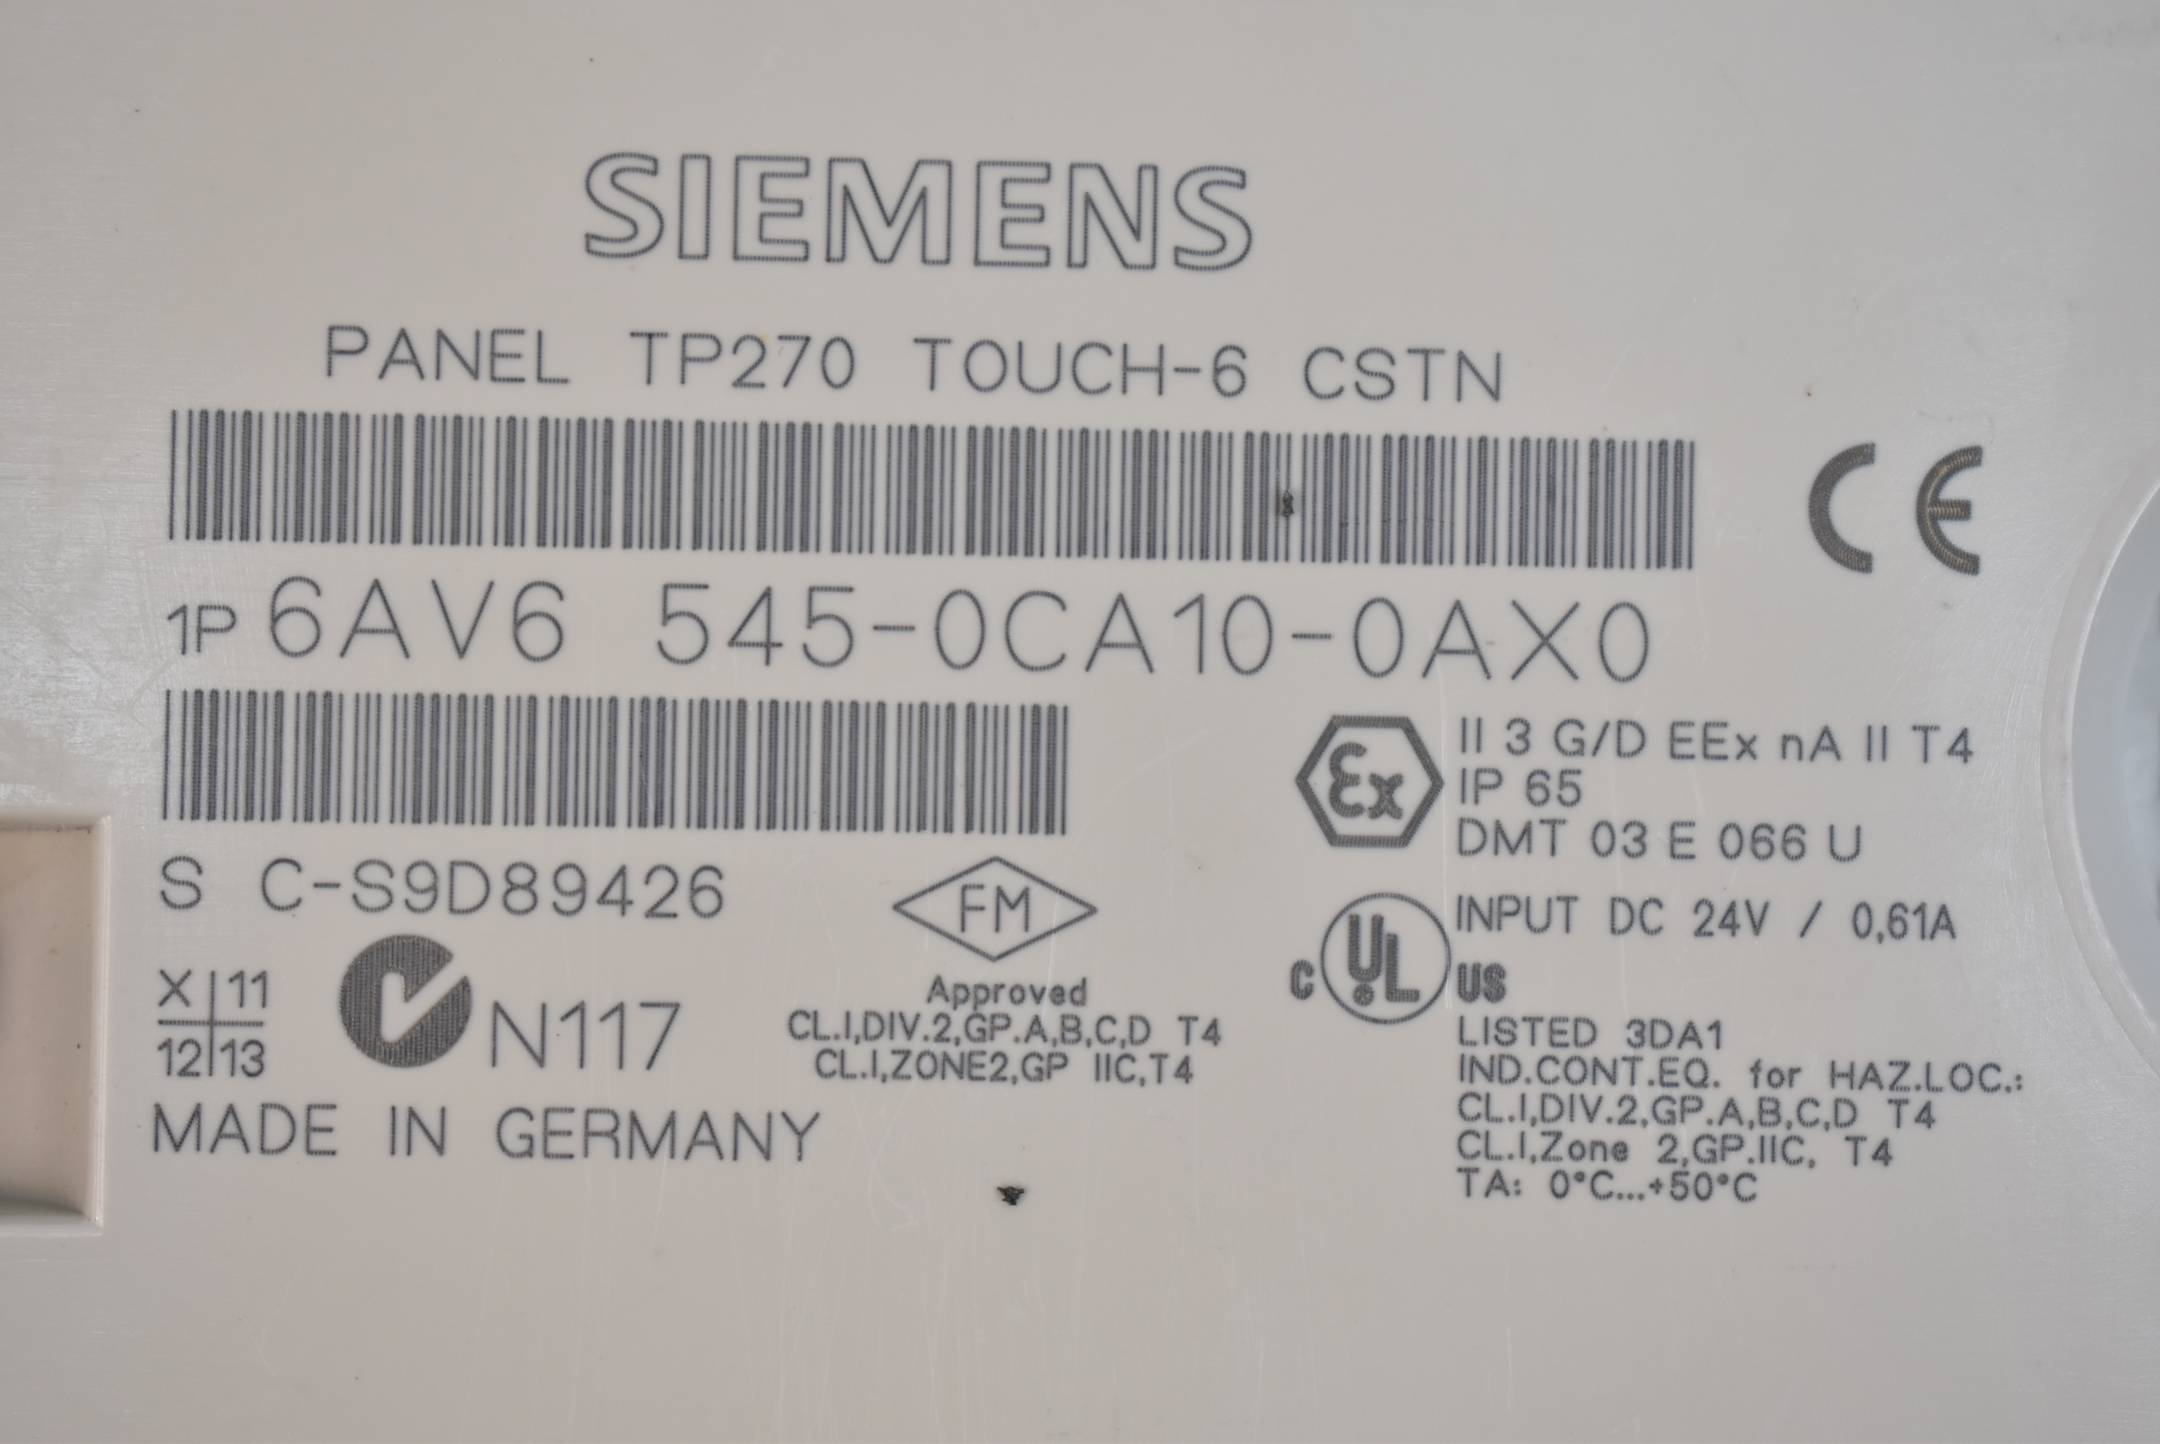 SIEMENS
PANEL TP270 TOUCH-6 CSTN
CE
1P 6AV6 545-0CA10-0AX0
Ex
II 3 G/D EEx nA II T4
IP 65
DMT 03 E 066 U
S C-S9D89426
FM
Approved
CL.I,DIV.2,GP.A,B,C,D T4
CL.I,ZONE2,GP IIC,T4
X 11
12 13
N117
MADE IN GERMANY
INPUT DC 24V / 0,61A
C UL US
LISTED 3DA1
IND.CONT.EQ. for HAZ.LOC.:
CL.I,DIV.2,GP.A,B,C,D T4
CL.I,Zone 2,GP.IIC, T4
TA: 0°C...+50°C